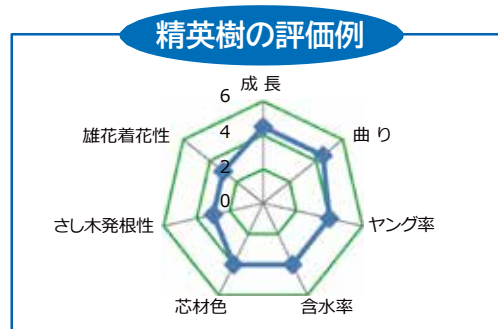 精英樹の評価例
成 長
6
4
2
0
曲 り
ヤング率
含水率
芯材色
さし木発根性
雄花着花性